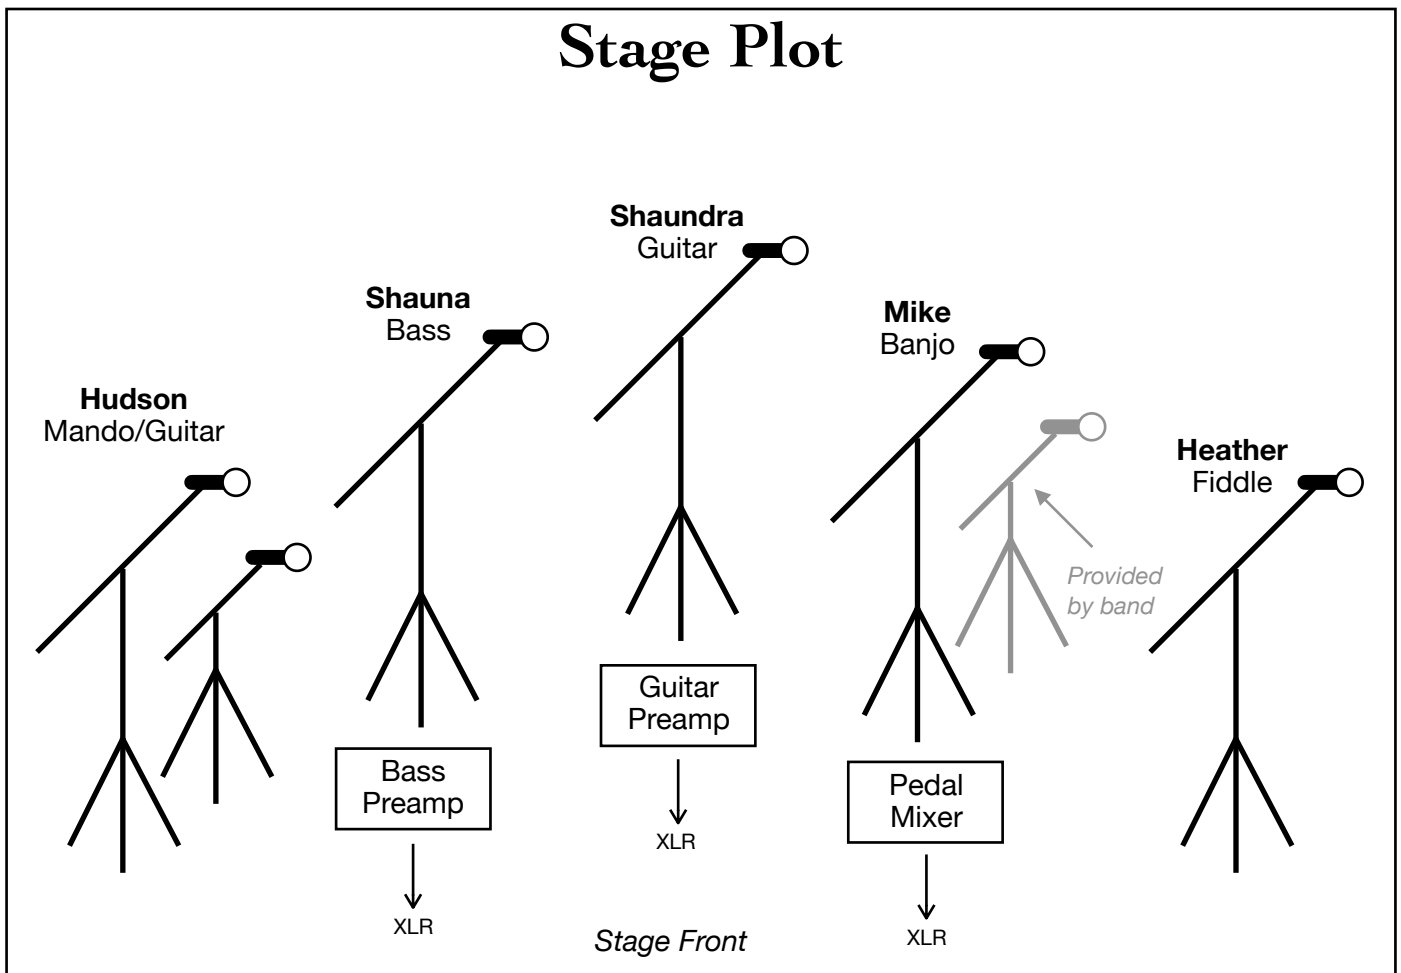 Stage Plot
Shaundra
Guitar
Shauna
Bass
Mike
Banjo
Hudson
Mando/Guitar
Heather
Fiddle
Provided
by band
Guitar
Preamp
XLR
Bass
Preamp
XLR
Pedal
Mixer
XLR
Stage Front